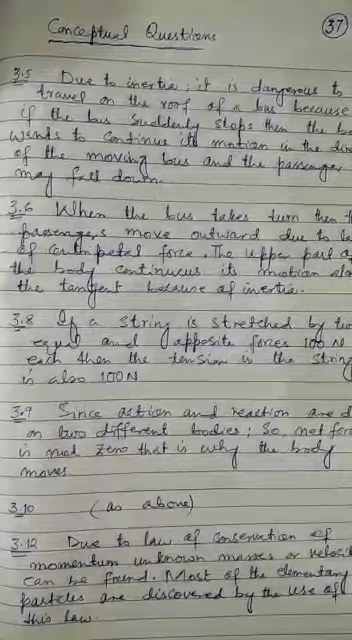 37
Conceptual Questions
3.5 Due to inertia; it is dangerous to
travel on the roof of a bus because
if the bus suddenly stops then the
wants to continue its motion in the
of the moving bus and the passenger
may fall down.
3.6 When the bus takes turn then
passengers move outward due to
of centripetal force. The upper part
the body continues its motion
the tangent because of inertia.
3.8 If a string is stretched by
equal and opposite forces 100 N
each then the tension in the string
is also 100N
3.9 Since action and reaction are
on two different bodies; So, net
is not zero that is why the body
moves.
3.10 (as above)
3.12 Due to law of conservation of
momentum unknown masses or
can be found. Most of the elementary
particles are discovered by the use of
this law.